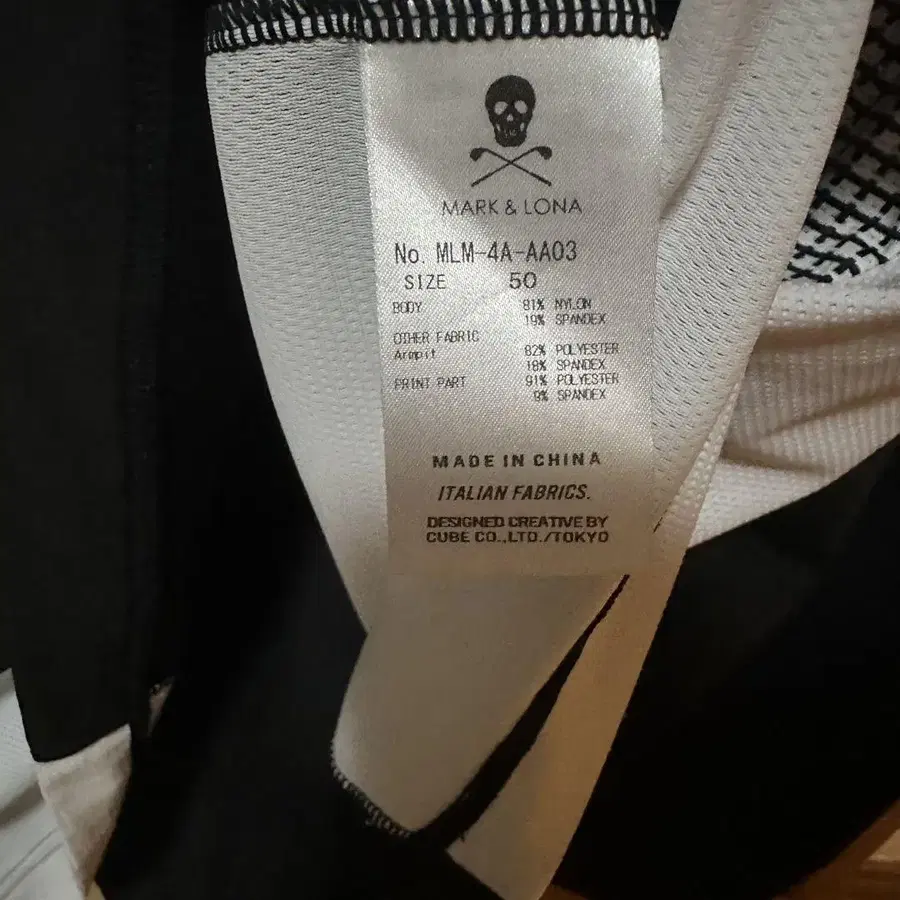 MARK & LONA
No. MLM-4A-AA03
SIZE 50
BODY 81% NYLON
19% SPANDEX
OTHER FABRIC
Armpit 82% POLYESTER
18% SPANDEX
PRINT PART 91% POLYESTER
9% SPANDEX
MADE IN CHINA
ITALIAN FABRICS.
DESIGNED CREATIVE BY
CUBE CO.,LTD./TOKYO